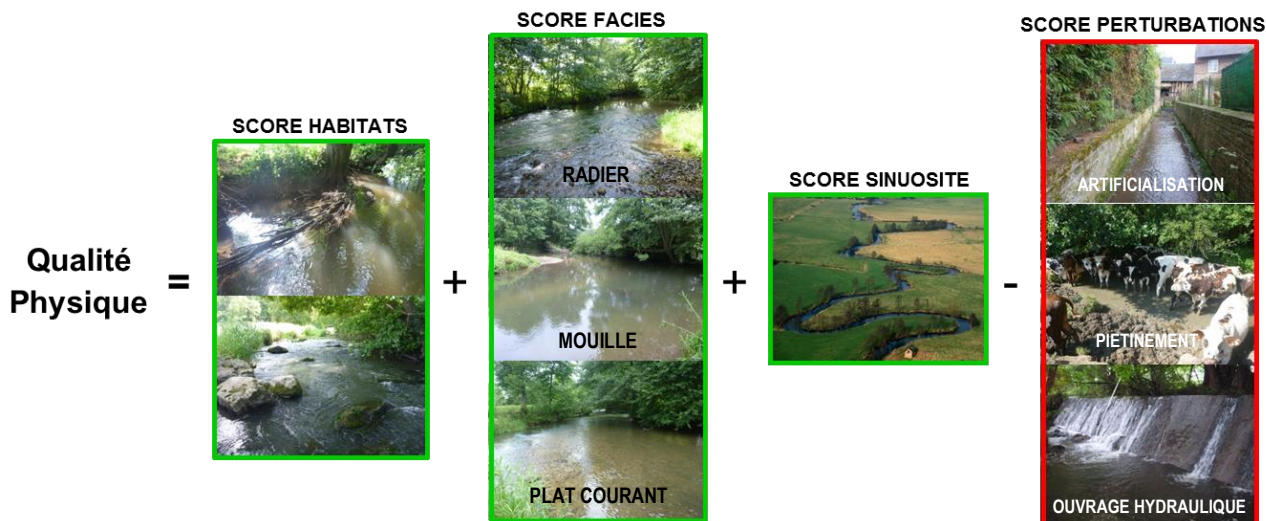 Qualité
Physique
=
SCORE HABITATS
+
SCORE FACIES
RADIER
MOUILLE
PLAT COURANT
+
SCORE SINUOSITE
-
SCORE PERTURBATIONS
ARTIFICIALISATION
PIETINEMENT
OUVRAGE HYDRAULIQUE